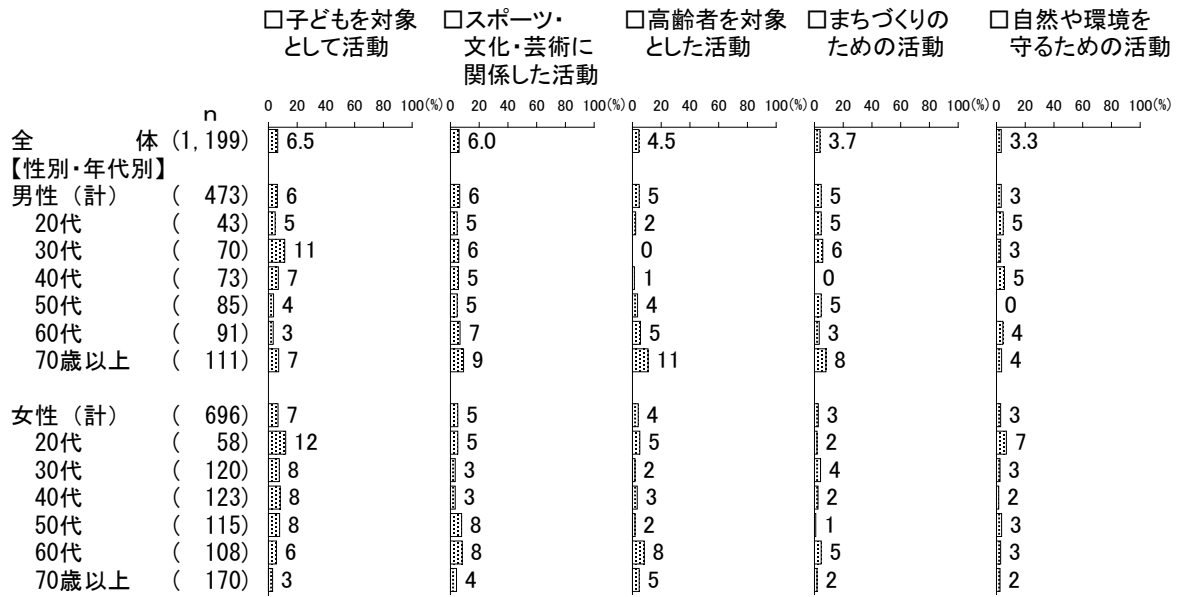 □子どもを対象 □スポーツ・ □高齢者を対象 □まちづくりの □自然や環境を
として活動 文化・芸術に とした活動 ための活動 守るための活動
関係した活動
n 0 20 40 60 80 100(%) 0 20 40 60 80 100(%) 0 20 40 60 80 100(%) 0 20 40 60 80 100(%) 0 20 40 60 80 100(%)
全体 (1,199) 6.5 6.0 4.5 3.7 3.3
【性別・年代別】
男性（計） ( 473) 6 6 5 5 3
20代 ( 43) 5 5 2 5 5
30代 ( 70) 11 6 0 6 3
40代 ( 73) 7 5 1 0 5
50代 ( 85) 4 5 4 5 0
60代 ( 91) 3 7 5 3 4
70歳以上 ( 111) 7 9 11 8 4
女性（計） ( 696) 7 5 4 3 3
20代 ( 58) 12 5 5 2 7
30代 ( 120) 8 3 2 4 3
40代 ( 123) 8 3 3 2 2
50代 ( 115) 8 8 2 1 3
60代 ( 108) 6 8 8 5 3
70歳以上 ( 170) 3 4 5 2 2